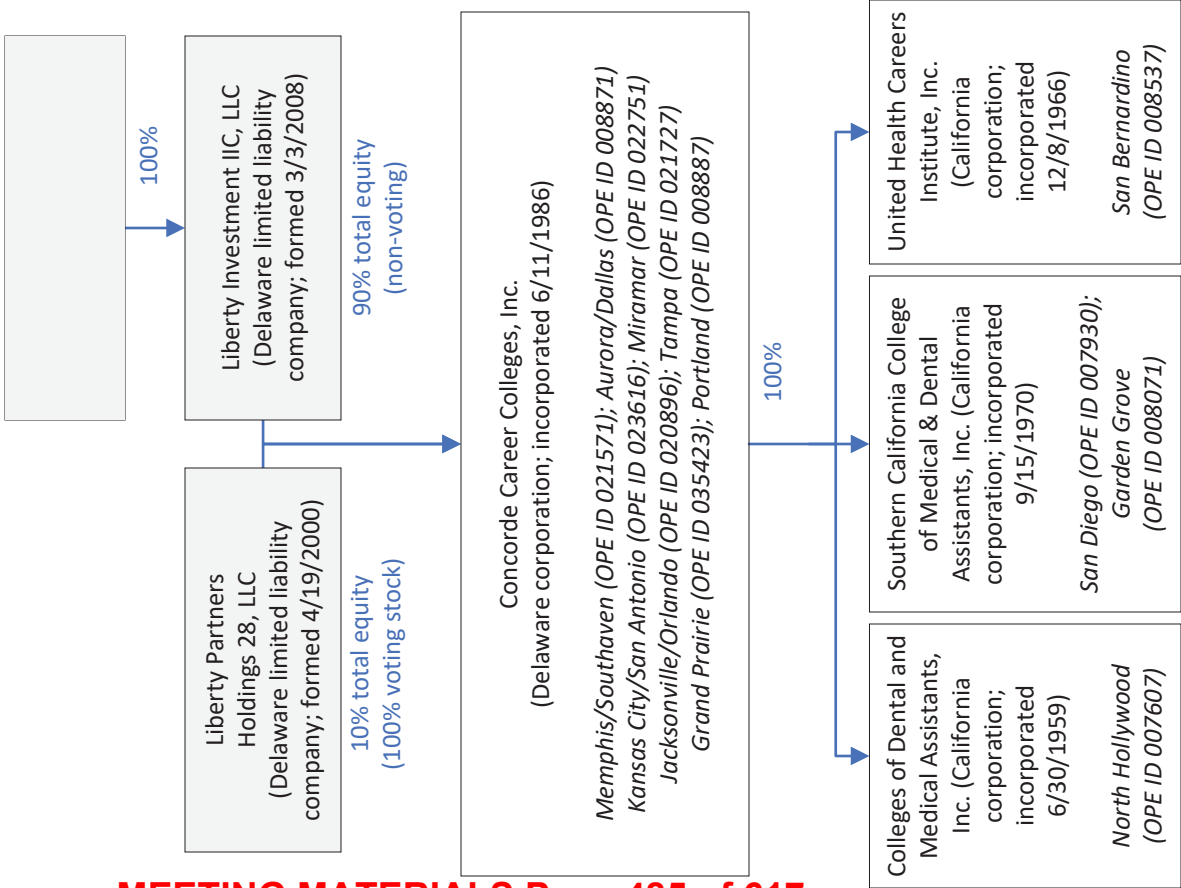 100%
Liberty Partners
Holdings 28, LLC
(Delaware limited liability
company; formed 4/19/2000)
10% total equity
(100% voting stock)
Liberty Investment IIC, LLC
(Delaware limited liability
company; formed 3/3/2008)
90% total equity
(non-voting)
Concorde Career Colleges, Inc.
(Delaware corporation; incorporated 6/11/1986)
Memphis/Southaven (OPE ID 021571); Aurora/Dallas (OPE ID 008871)
Kansas City/San Antonio (OPE ID 023616); Miramar (OPE ID 022751)
Jacksonville/Orlando (OPE ID 020896); Tampa (OPE ID 021727)
Grand Prairie (OPE ID 035423); Portland (OPE ID 008887)
100%
Colleges of Dental and
Medical Assistants,
Inc. (California
corporation;
incorporated
6/30/1959)
North Hollywood
(OPE ID 007607)
Southern California College
of Medical & Dental
Assistants, Inc. (California
corporation; incorporated
9/15/1970)
San Diego (OPE ID 007930);
Garden Grove
(OPE ID 008071)
United Health Careers
Institute, Inc.
(California
corporation;
incorporated
12/8/1966)
San Bernardino
(OPE ID 008537)